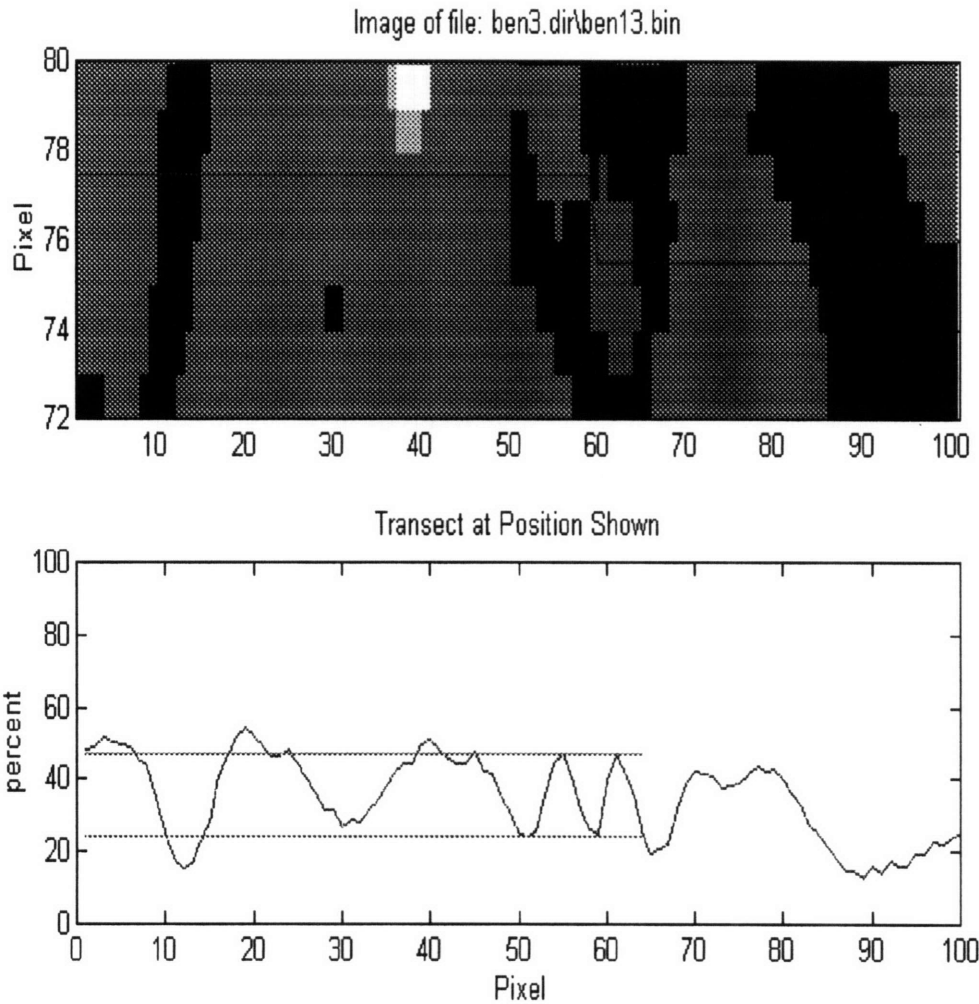 Image of file: ben3.dir\ben13.bin
80
78
76
74
72
Pixel
10 20 30 40 50 60 70 80 90 100
Transect at Position Shown
100
80
60
40
20
0
percent
0 10 20 30 40 50 60 70 80 90 100
Pixel